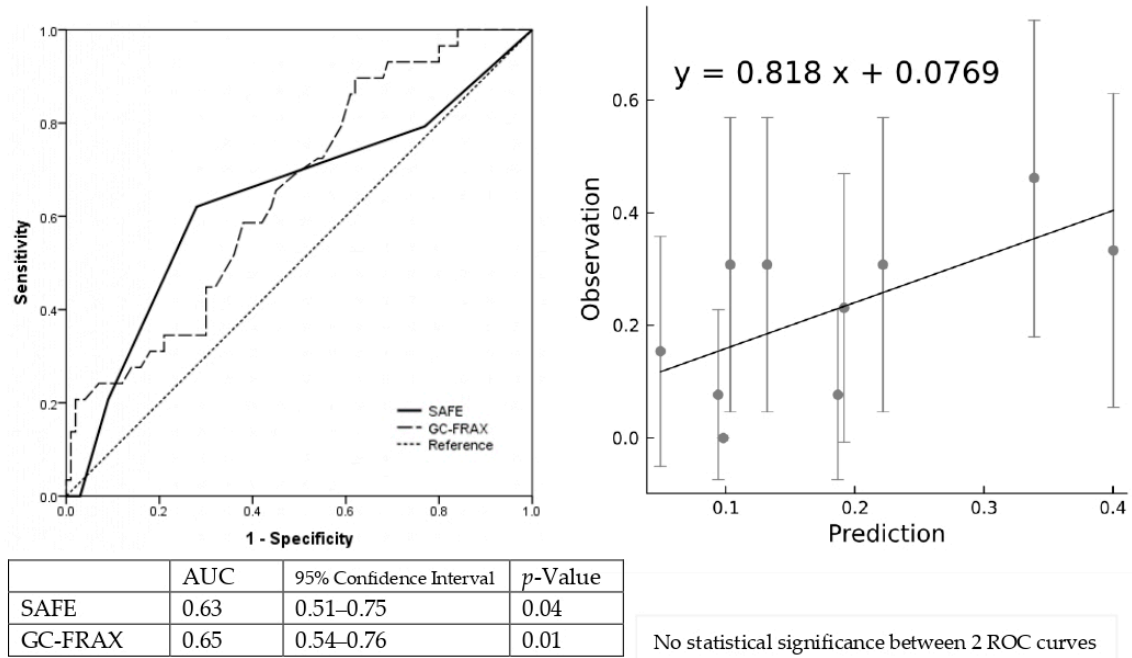 1.0
0.8
0.6
0.4
0.2
0.0
Sensitivity
SAFE
GC-FRAX
Reference
0.0 0.2 0.4 0.6 0.8 1.0
1 - Specificity
y = 0.818 x + 0.0769
0.6
0.4
0.2
0.0
Observation
0.1 0.2 0.3 0.4
Prediction
AUC 95% Confidence Interval p-Value
SAFE 0.63 0.51–0.75 0.04
GC-FRAX 0.65 0.54–0.76 0.01
No statistical significance between 2 ROC curves